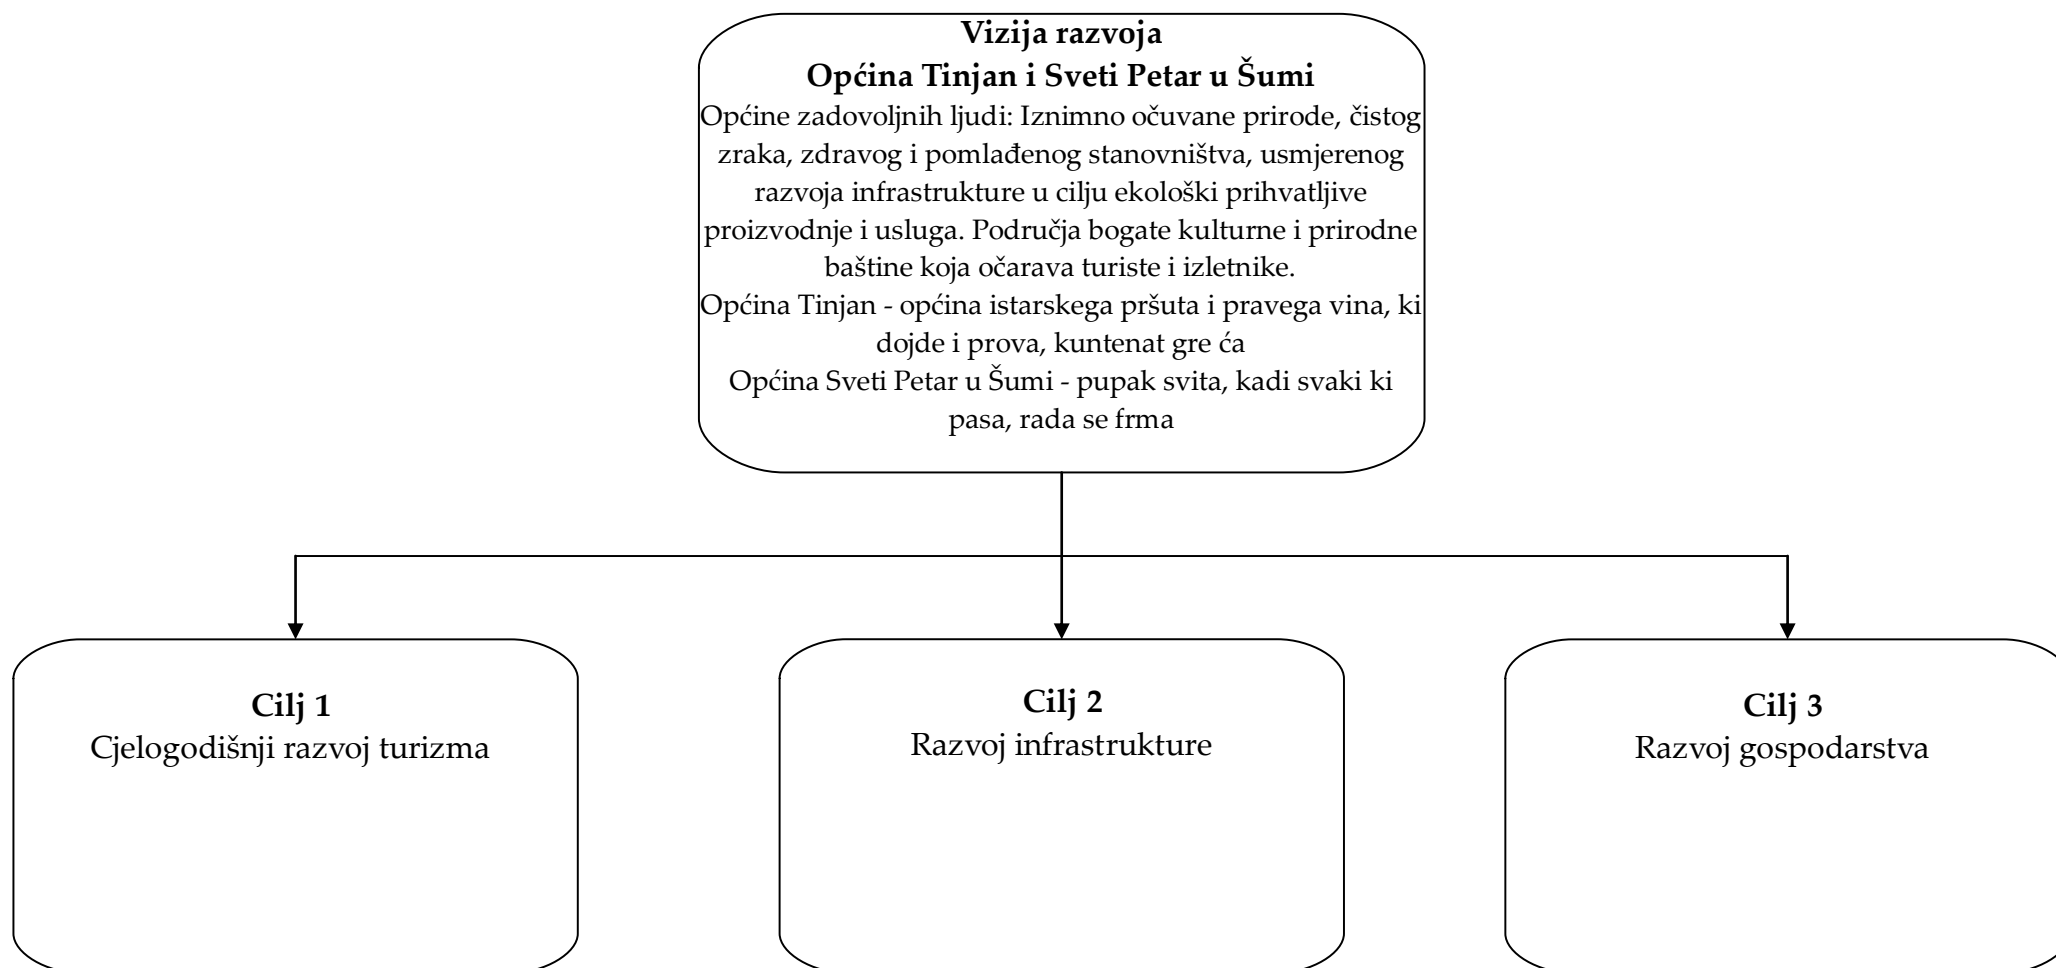 Vizija razvoja
Općina Tinjan i Sveti Petar u Šumi
Općine zadovoljnih ljudi: Iznimno očuvane prirode, čistog
zraka, zdravog i pomlađenog stanovništva, usmjerenog
razvoja infrastrukture u cilju ekološki prihvatljive
proizvodnje i usluga. Područja bogate kulturne i prirodne
baštine koja očarava turiste i izletnike.
Općina Tinjan - općina istarskega pršuta i pravega vina, ki
dojde i prova, kuntenat gre ća
Općina Sveti Petar u Šumi - pupak svita, kadi svaki ki
pasa, rada se frma
Cilj 1
Cjelogodišnji razvoj turizma
Cilj 2
Razvoj infrastrukture
Cilj 3
Razvoj gospodarstva